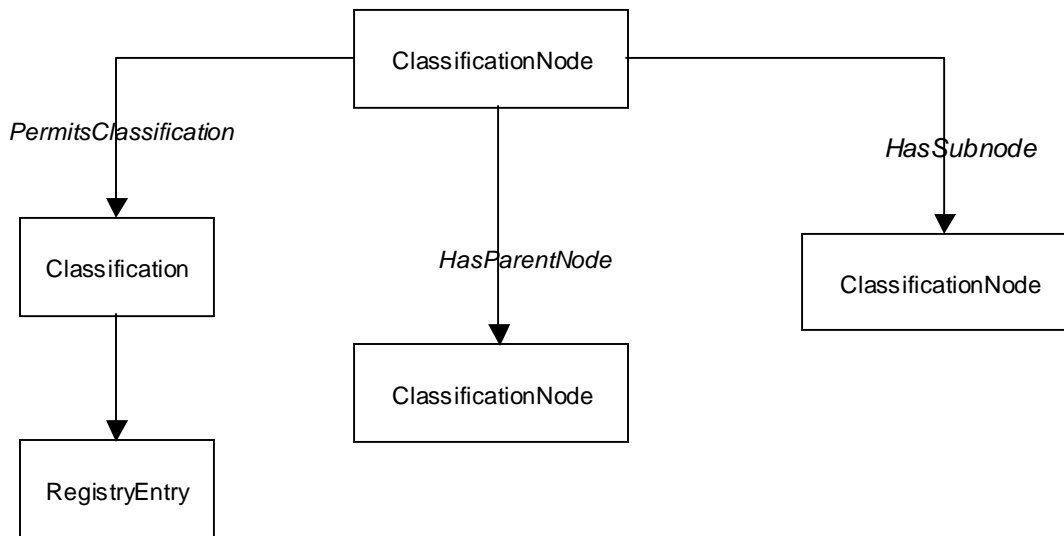 ClassificationNode
PermitsClassification
HasSubnode
Classification
HasParentNode
ClassificationNode
ClassificationNode
RegistryEntry